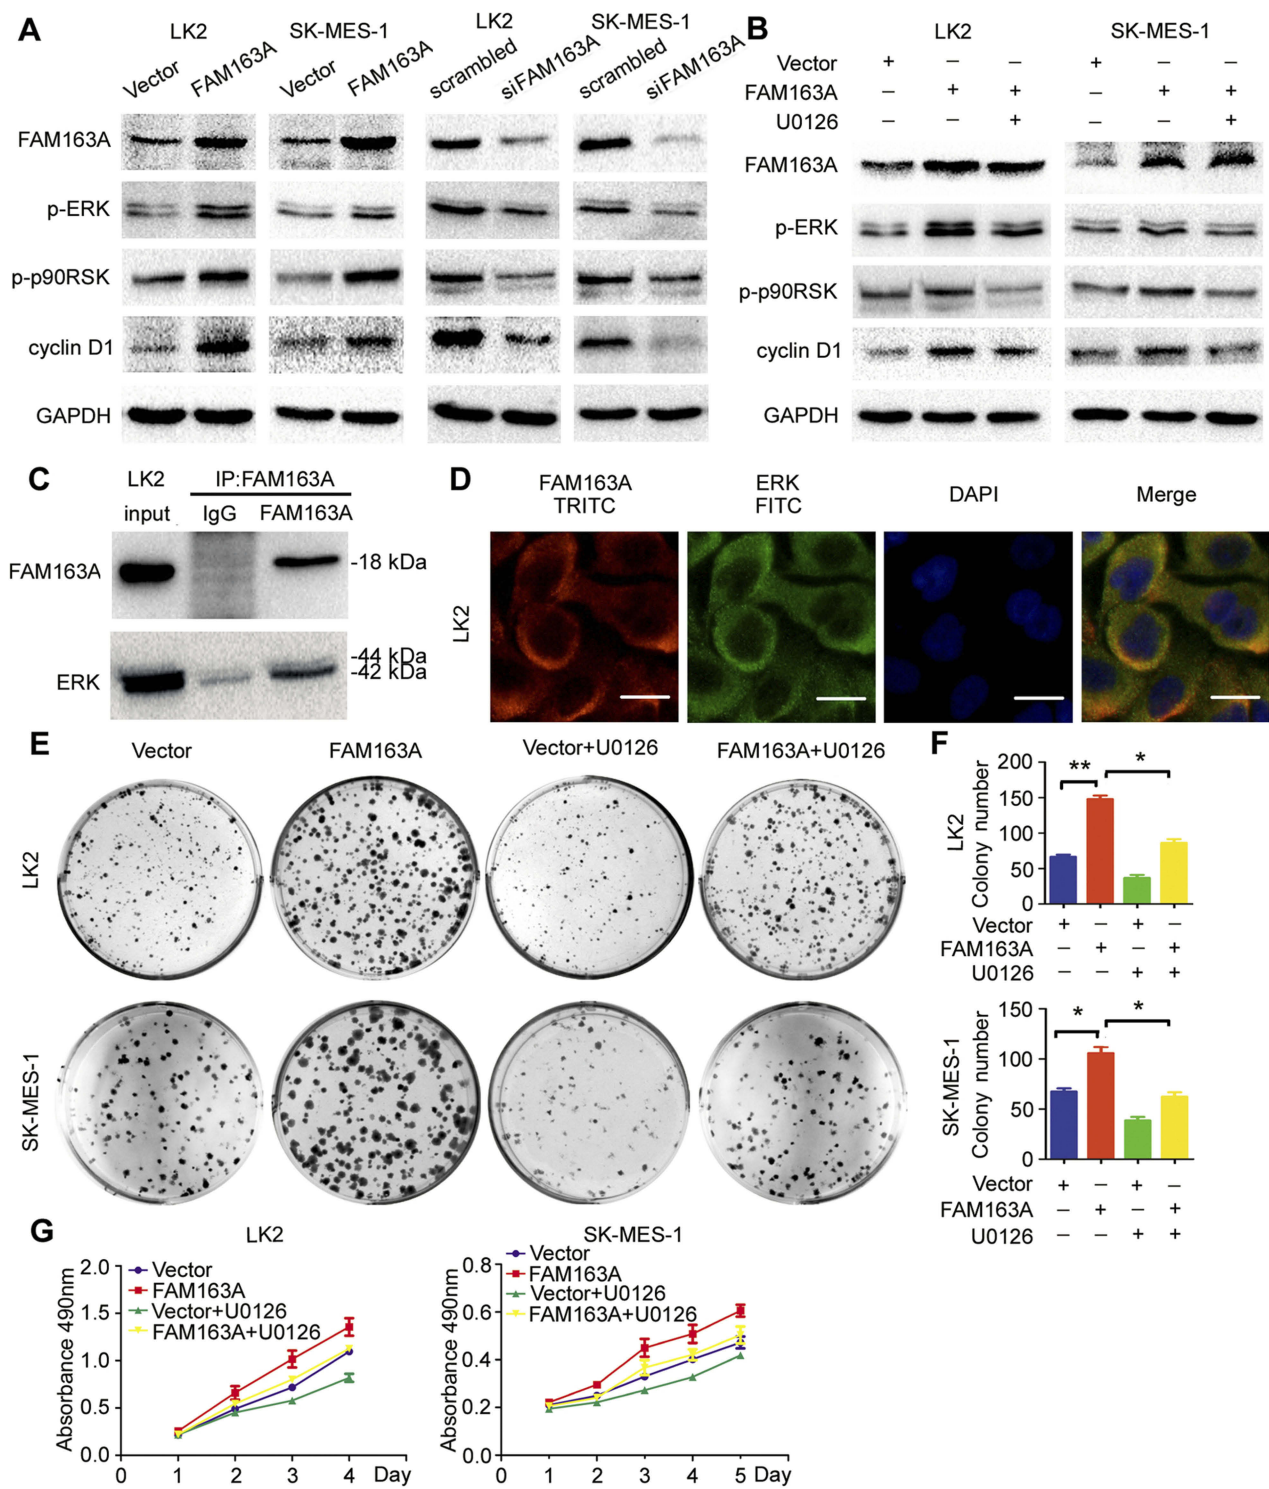 A
LK2 SK-MES-1 LK2 SK-MES-1
Vector FAM163A Vector FAM163A scrambled siFAM163A scrambled siFAM163A
FAM163A
p-ERK
p-p90RSK
cyclin D1
GAPDH
B
LK2 SK-MES-1
Vector + – – + – –
FAM163A – + + – + +
U0126 – – + – – +
FAM163A
p-ERK
p-p90RSK
cyclin D1
GAPDH
C
LK2 IP:FAM163A
input IgG FAM163A
FAM163A -18 kDa
-44 kDa
ERK -42 kDa
D
FAM163A ERK DAPI Merge
TRITC FITC
LK2
E
Vector FAM163A Vector+U0126 FAM163A+U0126
LK2
SK-MES-1
F
LK2
Colony number
200
150
100
50
0
** *
Vector + – + –
FAM163A – + – +
U0126 – – + +
SK-MES-1
Colony number
150
100
50
0
* *
Vector + – + –
FAM163A – + – +
U0126 – – + +
G
LK2
Absorbance 490nm
2.0
1.5
1.0
0.5
0.0
Vector
FAM163A
Vector+U0126
FAM163A+U0126
0 1 2 3 4 Day
SK-MES-1
Absorbance 490nm
0.8
0.6
0.4
0.2
0.0
Vector
FAM163A
Vector+U0126
FAM163A+U0126
0 1 2 3 4 5 Day